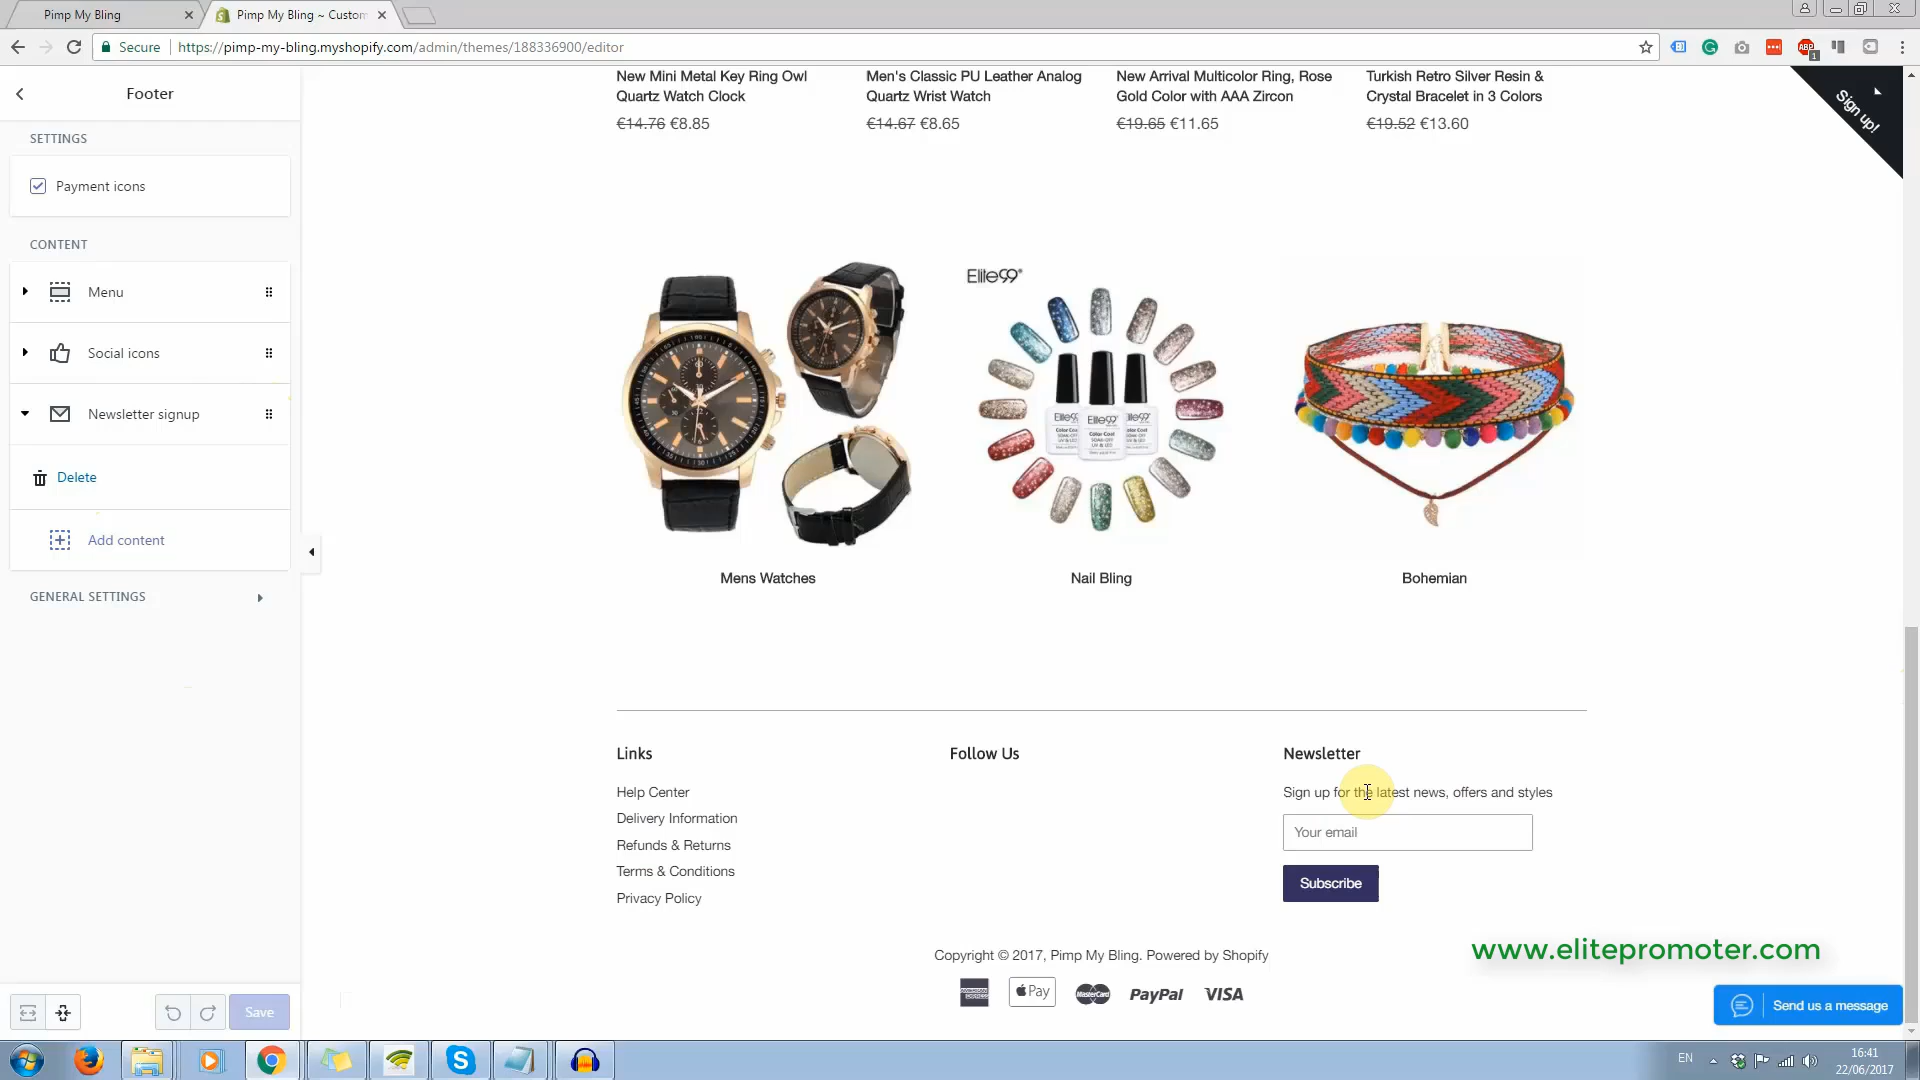 Pimp My Bling
Pimp My Bling ~ Custom
Secure
https://pimp-my-bling.myshopify.com/admin/themes/188336900/editor
ABP
1
Footer
SETTINGS
Payment icons
CONTENT
Menu
Social icons
Newsletter signup
Delete
Add content
GENERAL SETTINGS
Save
New Mini Metal Key Ring Owl
Quartz Watch Clock
€14.76 €8.85
Men's Classic PU Leather Analog
Quartz Wrist Watch
€14.67 €8.65
New Arrival Multicolor Ring, Rose
Gold Color with AAA Zircon
€19.65 €11.65
Turkish Retro Silver Resin &
Crystal Bracelet in 3 Colors
€19.52 €13.60
Sign up!
Elite99®
Mens Watches
Nail Bling
Bohemian
Links
Help Center
Delivery Information
Refunds & Returns
Terms & Conditions
Privacy Policy
Follow Us
Newsletter
Sign up for the latest news, offers and styles
Your email
Subscribe
www.elitepromoter.com
Copyright © 2017, Pimp My Bling. Powered by Shopify
Pay
MasterCard
PayPal
VISA
Send us a message
EN
16:41
22/06/2017